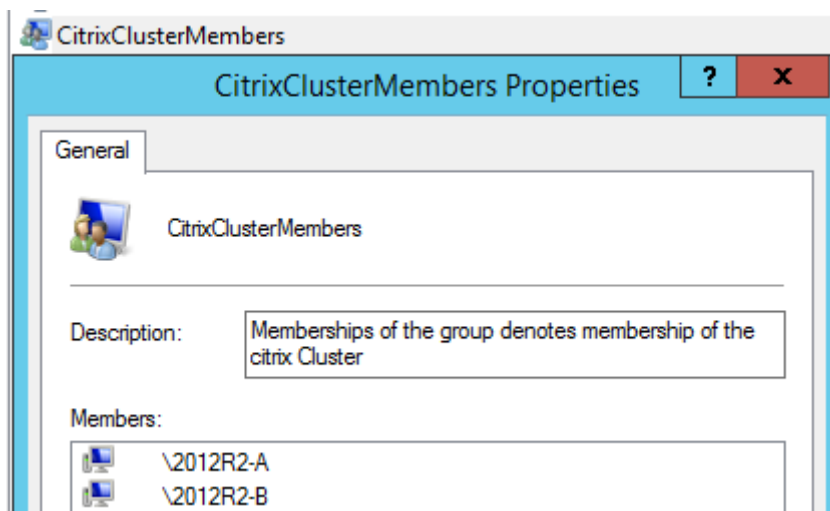 CitrixClusterMembers
CitrixClusterMembers Properties
?
x
General
CitrixClusterMembers
Description:
Memberships of the group denotes membership of the
citrix Cluster
Members:
\2012R2-A
\2012R2-B